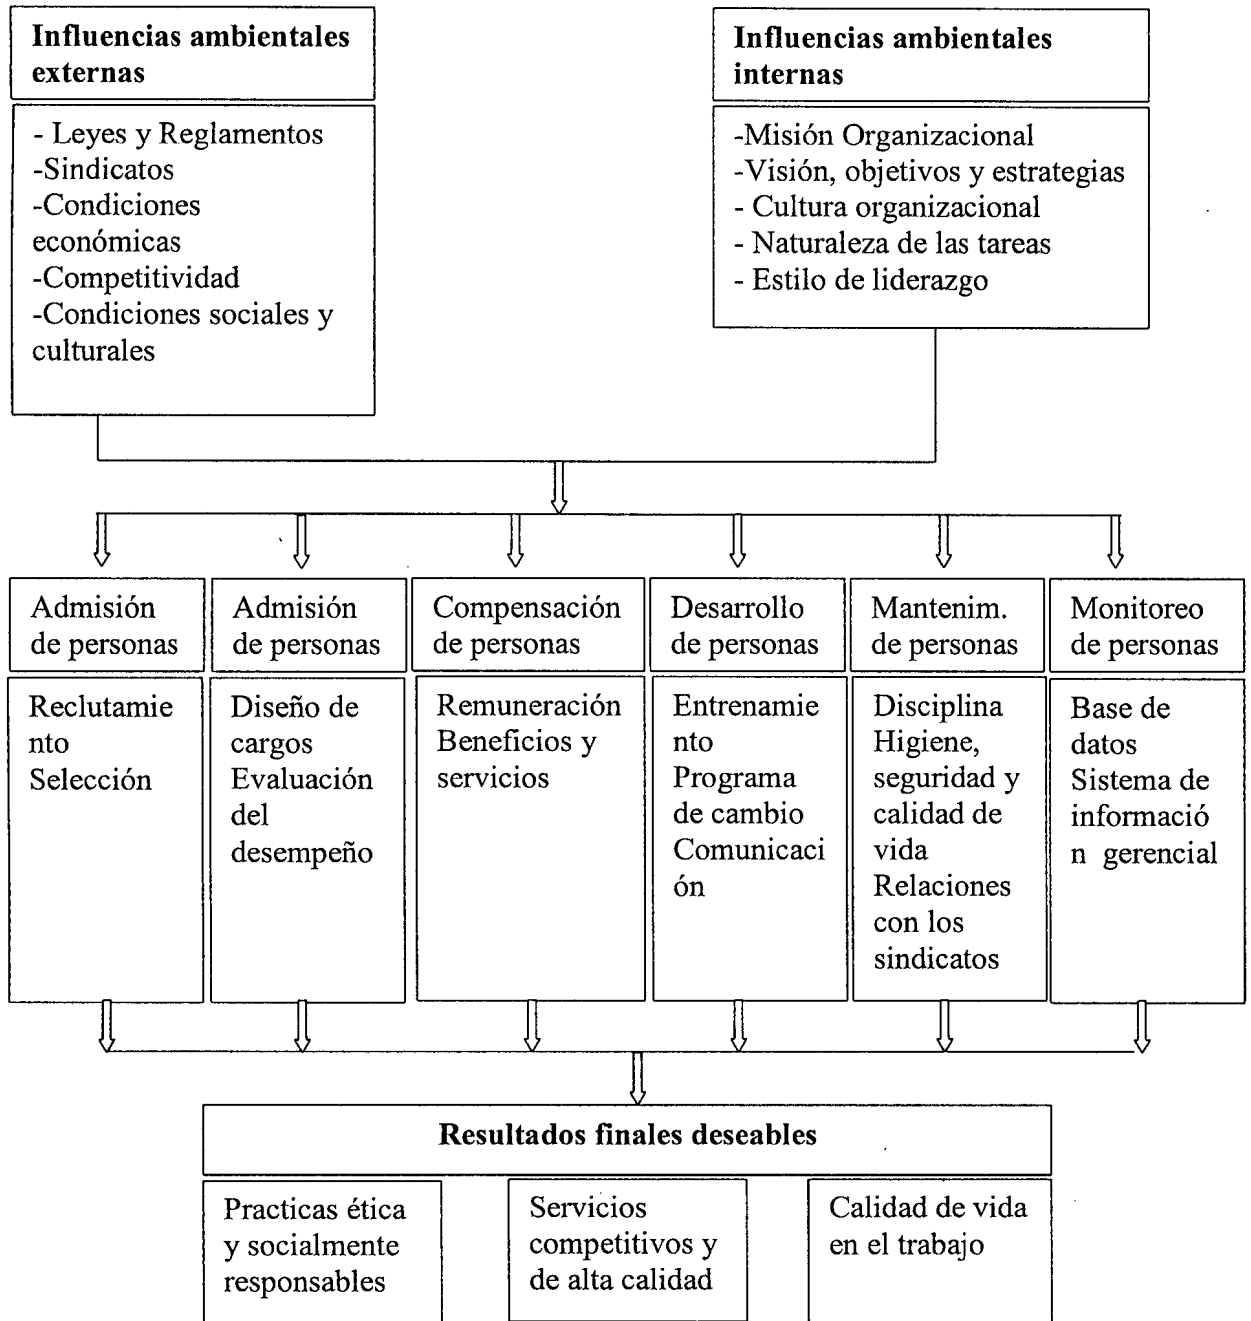 Influencias ambientales
externas
- Leyes y Reglamentos
-Sindicatos
-Condiciones
económicas
-Competitividad
-Condiciones sociales y
culturales
Influencias ambientales
internas
-Misión Organizacional
-Visión, objetivos y estrategias
- Cultura organizacional
- Naturaleza de las tareas
- Estilo de liderazgo
Admisión
de personas
Reclutamie
nto
Selección
Admisión
de personas
Diseño de
cargos
Evaluación
del
desempeño
Compensación
de personas
Remuneración
Beneficios y
servicios
Desarrollo
de personas
Entrenamie
nto
Programa
de cambio
Comunicaci
ón
Mantenim.
de personas
Disciplina
Higiene,
seguridad y
calidad de
vida
Relaciones
con los
sindicatos
Monitoreo
de personas
Base de
datos
Sistema de
informació
n gerencial
Resultados finales deseables
Practicas ética
y socialmente
responsables
Servicios
competitivos y
de alta calidad
Calidad de vida
en el trabajo